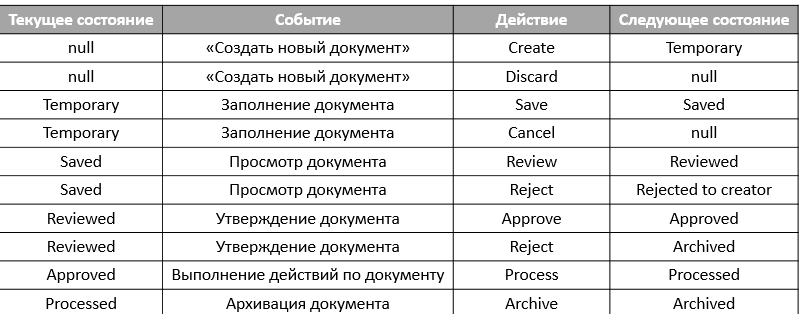 Текущее состояние Событие Действие Следующее состояние
null «Создать новый документ» Create Temporary
null «Создать новый документ» Discard null
Temporary Заполнение документа Save Saved
Temporary Заполнение документа Cancel null
Saved Просмотр документа Review Reviewed
Saved Просмотр документа Reject Rejected to creator
Reviewed Утверждение документа Approve Approved
Reviewed Утверждение документа Reject Archived
Approved Выполнение действий по документу Process Processed
Processed Архивация документа Archive Archived